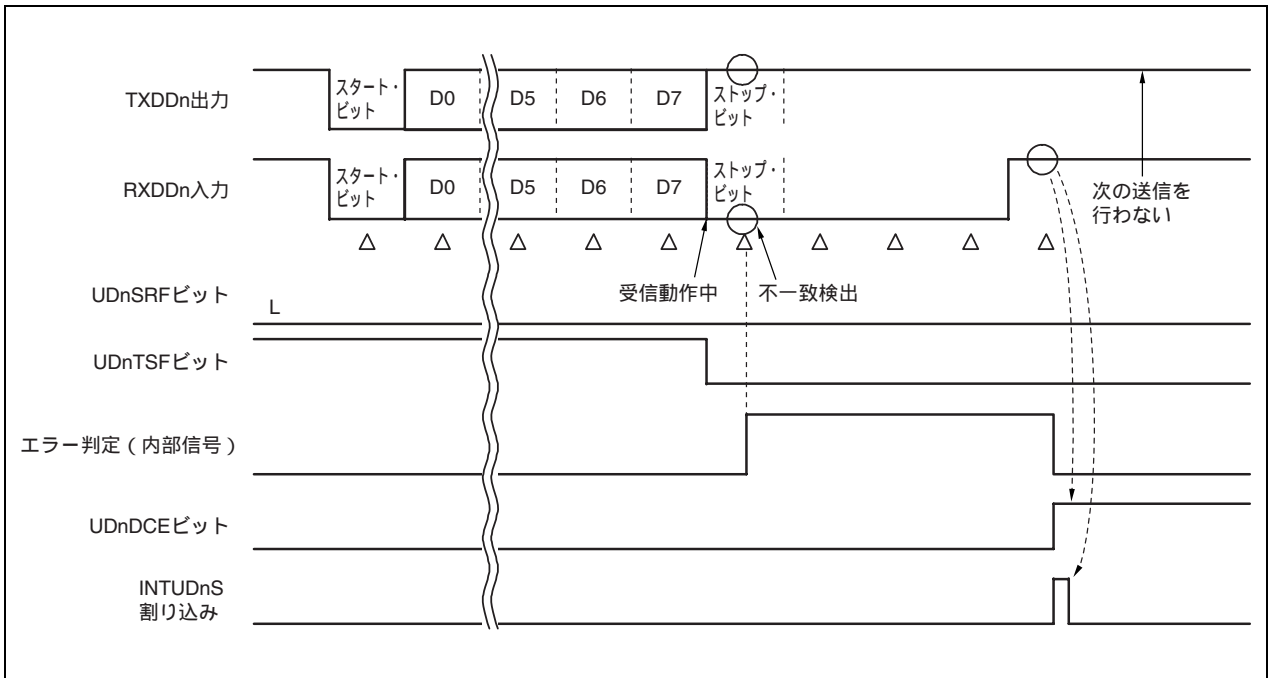 TXDDn出力
スタート・
ビット
D0
D5
D6
D7
ストップ・
ビット
RXDDn入力
スタート・
ビット
D0
D5
D6
D7
ストップ・
ビット
次の送信を
行わない
受信動作中
不一致検出
UDnSRFビット
L
UDnTSFビット
エラー判定（内部信号）
UDnDCEビット
INTUDnS
割り込み